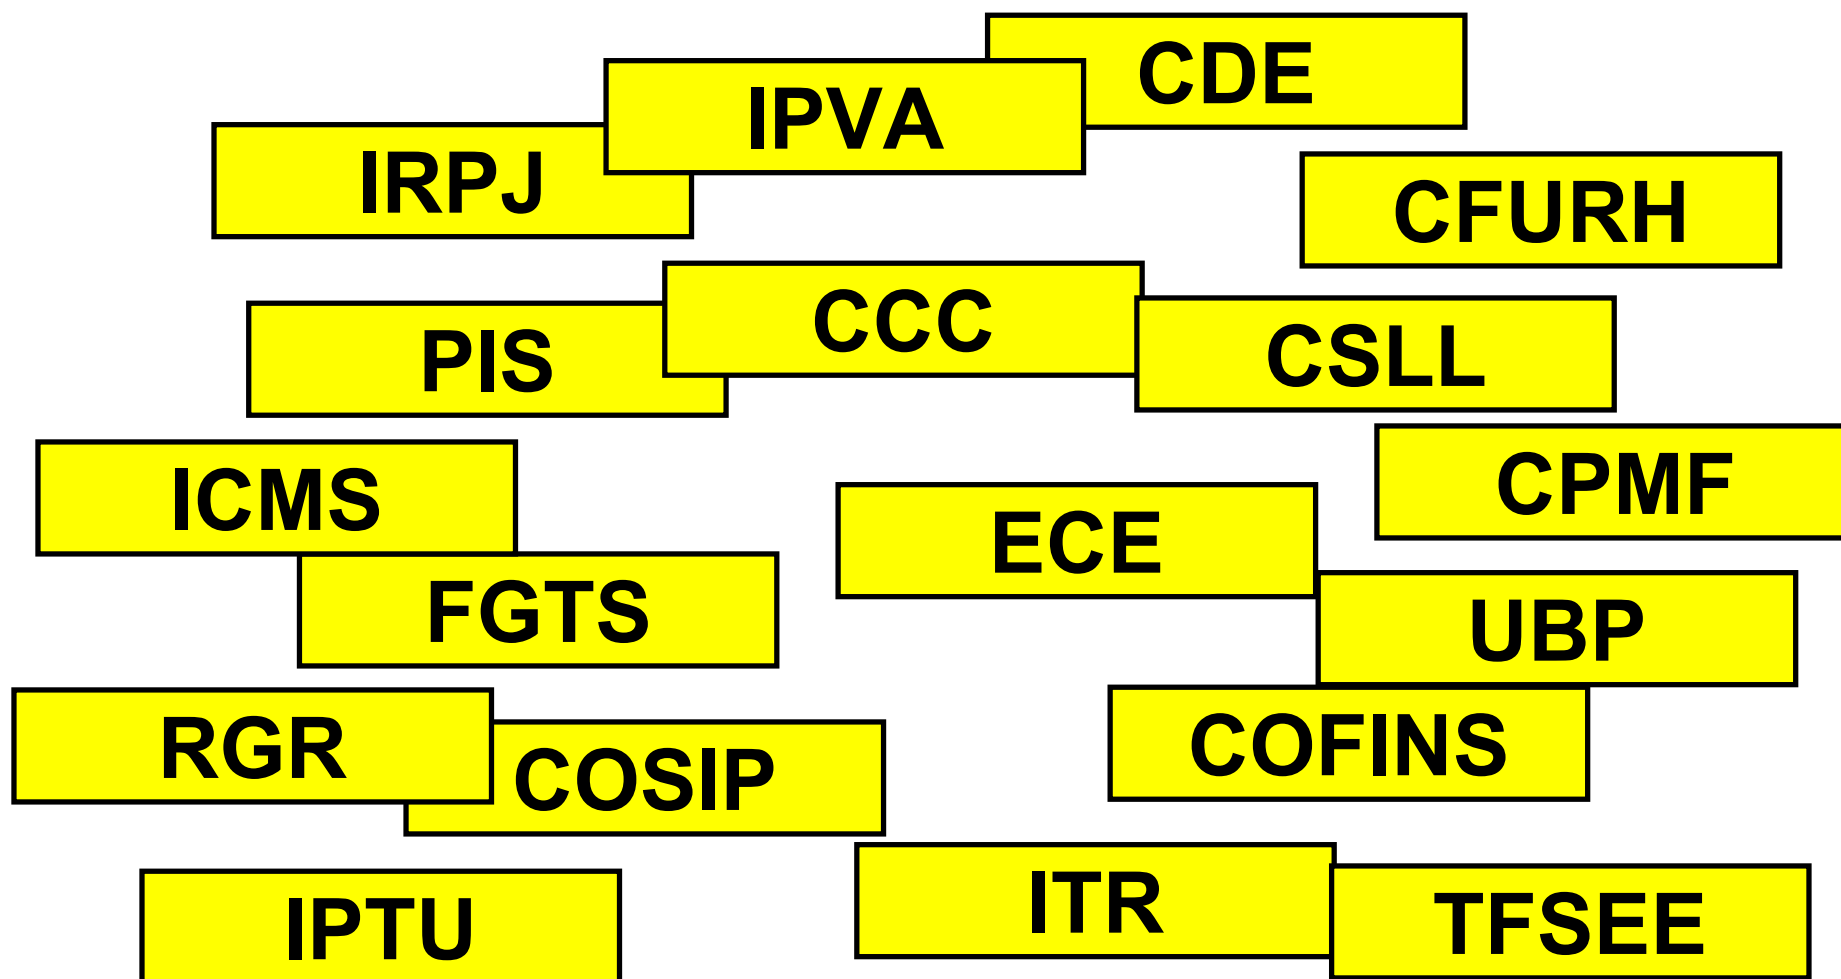 CDE
IPVA
IRPJ
CFURH
CCC
CSLL
PIS
CPMF
ICMS
ECE
FGTS
UBP
RGR
COFINS
COSIP
ITR
IPTU
TFSEE